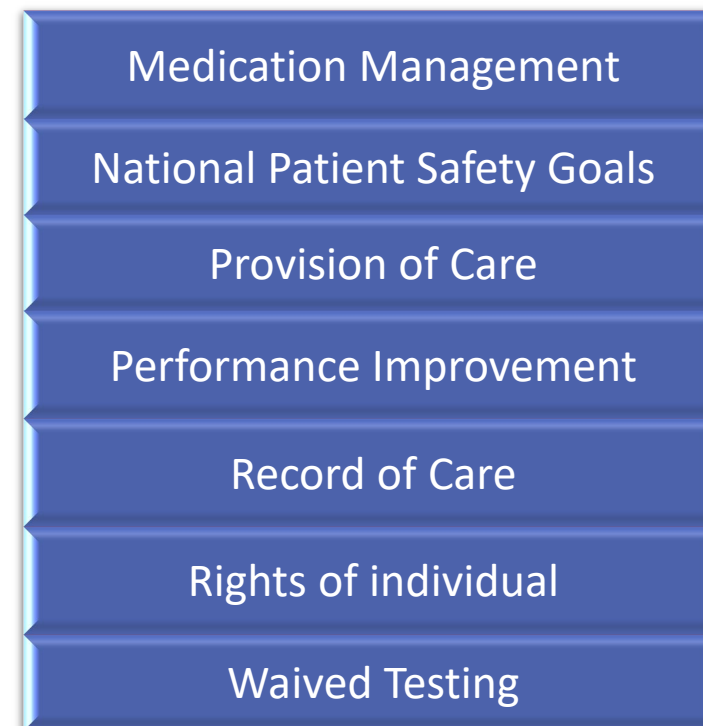 Medication Management
National Patient Safety Goals
Provision of Care
Performance Improvement
Record of Care
Rights of individual
Waived Testing